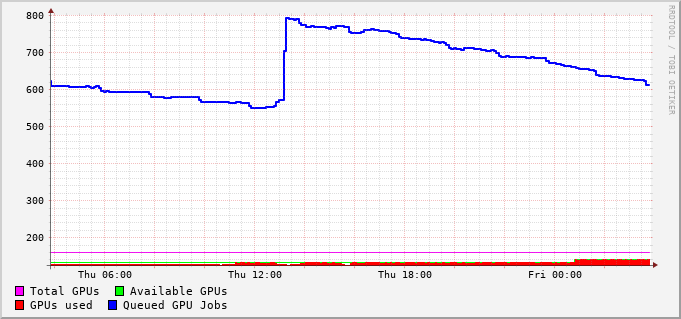 800
700
600
500
400
300
200
Thu 06:00 Thu 12:00 Thu 18:00 Fri 00:00
Total GPUs Available GPUs
GPUs used Queued GPU Jobs
RRDTOOL / TOBI OETIKER